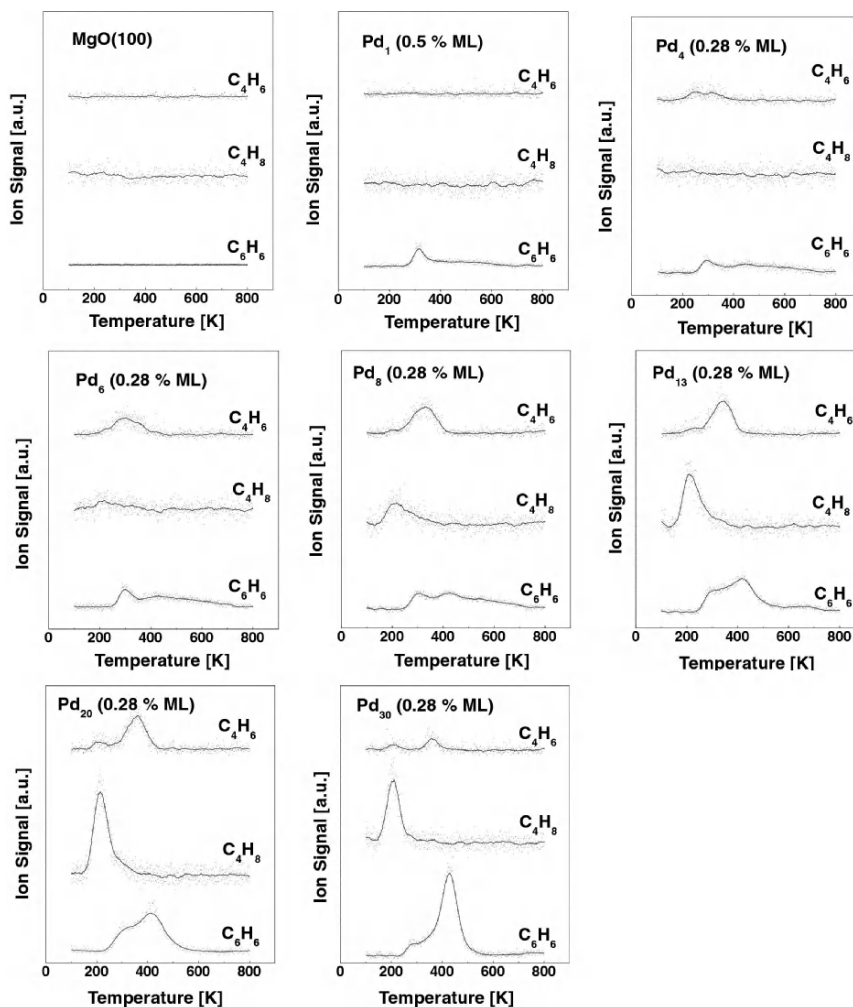 MgO(100)
C4H6
C4H8
C6H6
Ion Signal [a.u.]
0 200 400 600 800
Temperature [K]
Pd1 (0.5 % ML)
C4H6
C4H8
C6H6
Ion Signal [a.u.]
0 200 400 600 800
Temperature [K]
Pd4 (0.28 % ML)
C4H6
C4H8
C6H6
Ion Signal [a.u.]
0 200 400 600 800
Temperature [K]
Pd6 (0.28 % ML)
C4H6
C4H8
C6H6
Ion Signal [a.u.]
0 200 400 600 800
Temperature [K]
Pd8 (0.28 % ML)
C4H6
C4H8
C6H6
Ion Signal [a.u.]
0 200 400 600 800
Temperature [K]
Pd13 (0.28 % ML)
C4H6
C4H8
C6H6
Ion Signal [a.u.]
0 200 400 600 800
Temperature [K]
Pd20 (0.28 % ML)
C4H6
C4H8
C6H6
Ion Signal [a.u.]
0 200 400 600 800
Temperature [K]
Pd30 (0.28 % ML)
C4H6
C4H8
C6H6
Ion Signal [a.u.]
0 200 400 600 800
Temperature [K]